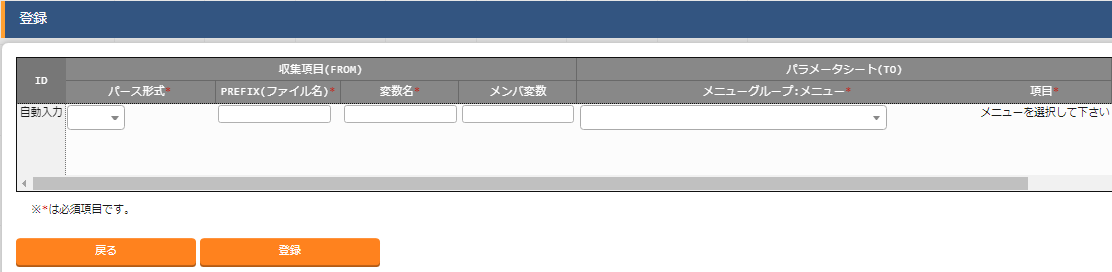 登録
ID 収集項目(FROM) パラメータシート(TO)
パース形式* PREFIX(ファイル名)* 変数名* メンバ変数 メニューグループ:メニュー* 項目*
自動入力 メニューを選択して下さい
※*は必須項目です。
戻る 登録